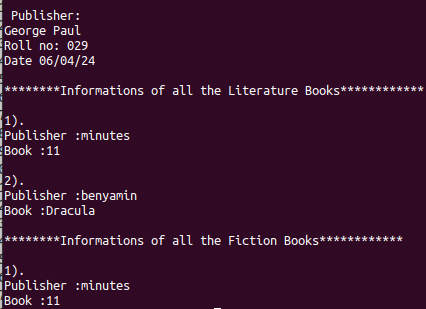 Publisher:
George Paul
Roll no: 029
Date 06/04/24
********Informations of all the Literature Books************
1).
Publisher :minutes
Book :11
2).
Publisher :benyamin
Book :Dracula
********Informations of all the Fiction Books************
1).
Publisher :minutes
Book :11